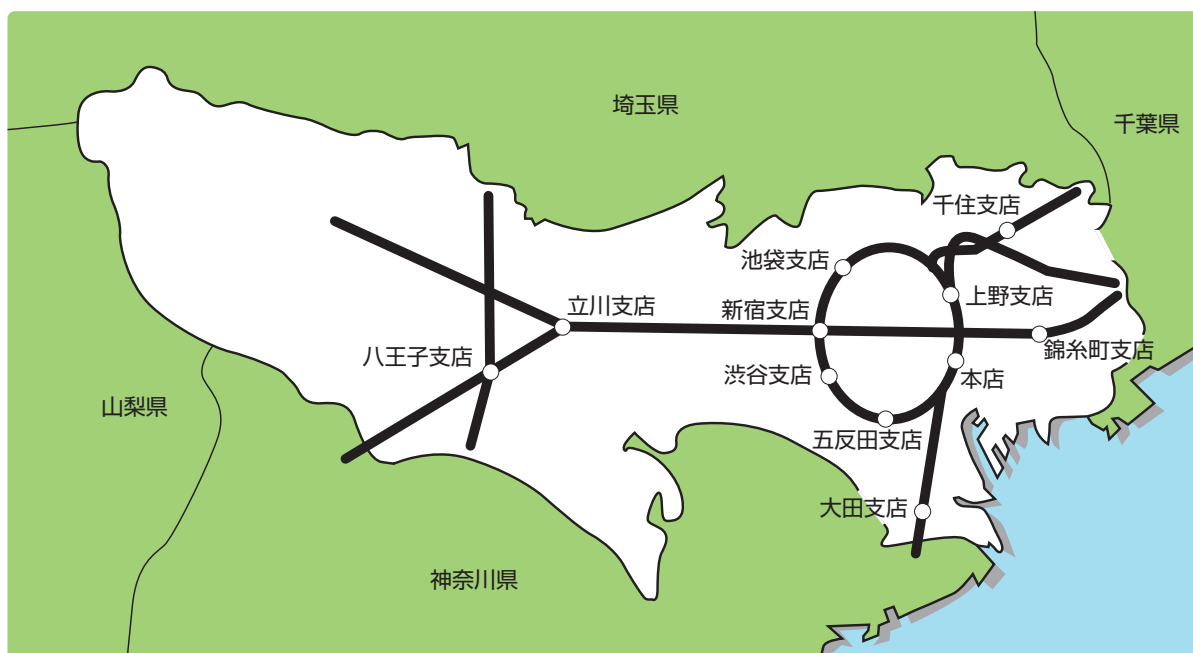 埼玉県
千葉県
千住支店
池袋支店
上野支店
立川支店
新宿支店
錦糸町支店
八王子支店
渋谷支店
本店
山梨県
五反田支店
大田支店
神奈川県